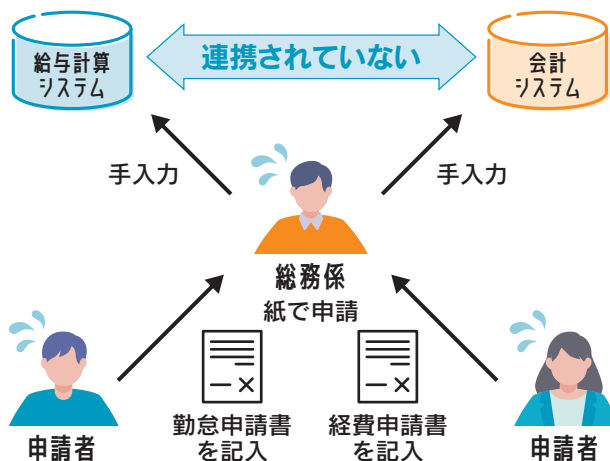 給与計算
システム
連携されていない
会計
システム
手入力
手入力
総務係
紙で申請
勤怠申請書
を記入
経費申請書
を記入
申請者
申請者